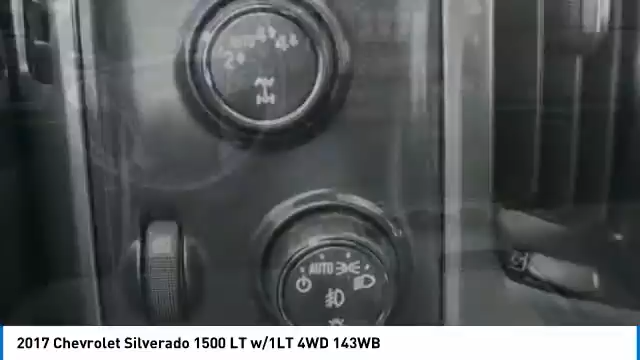 AUTO
2 4 4
AUTO
2017 Chevrolet Silverado 1500 LT w/1LT 4WD 143WB